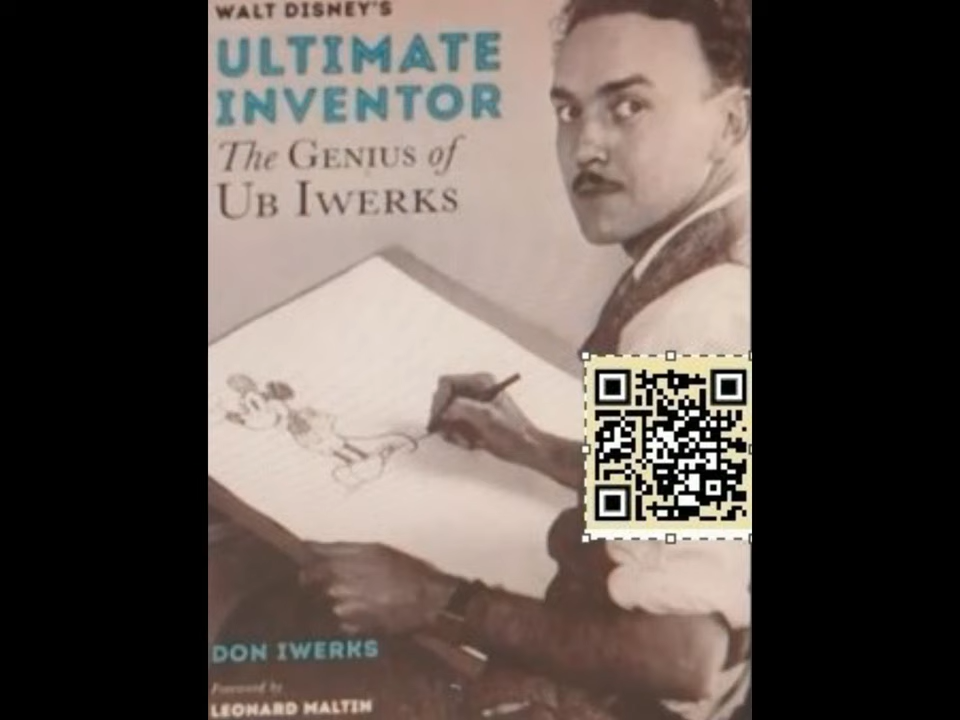 WALT DISNEY'S
ULTIMATE
INVENTOR
The GENIUS of
UB IWERKS
DON IWERKS
Foreword by
LEONARD MALTIN